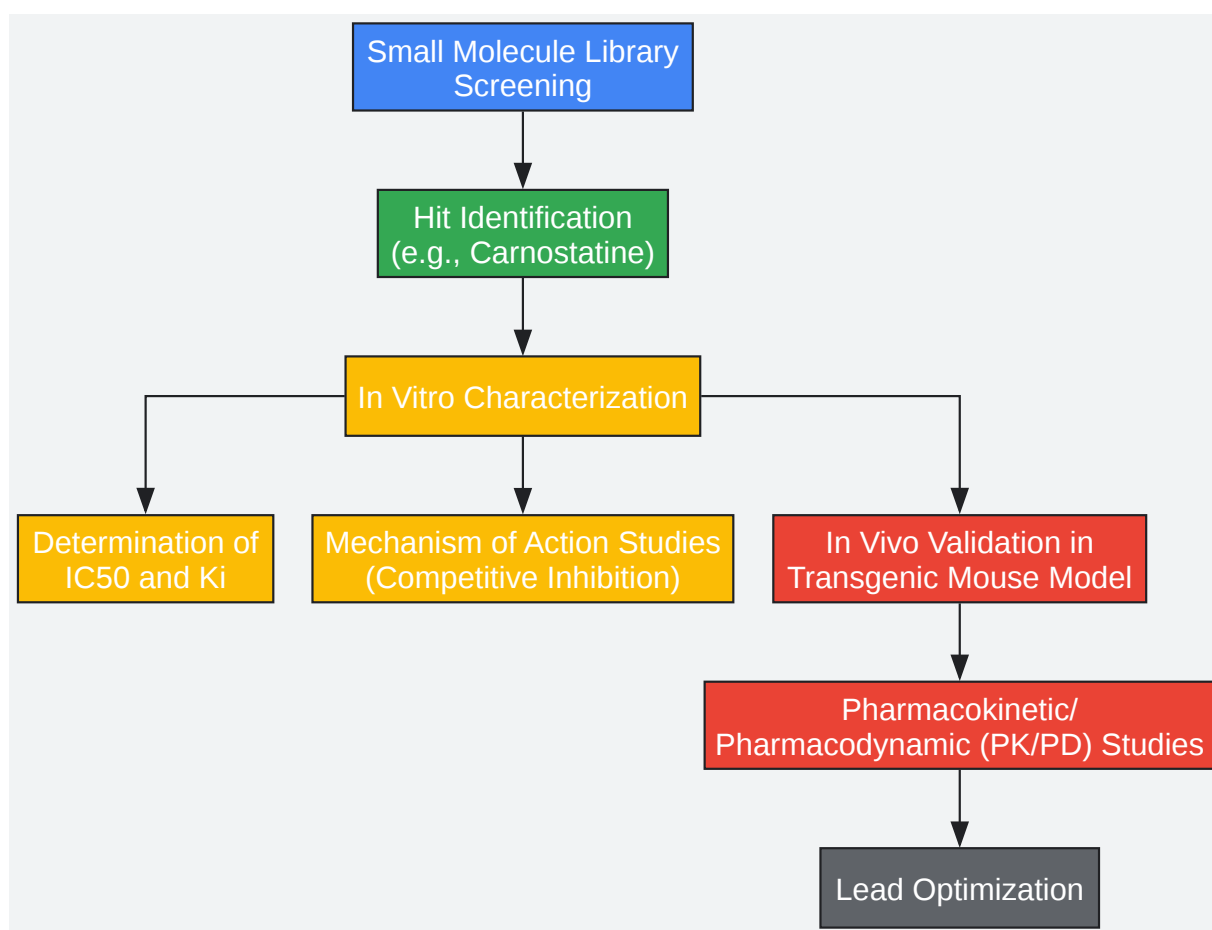 Small Molecule Library
Screening
Hit Identification
(e.g., Carnostatine)
In Vitro Characterization
Determination of
IC50 and Ki
Mechanism of Action Studies
(Competitive Inhibition)
In Vivo Validation in
Transgenic Mouse Model
Pharmacokinetic/
Pharmacodynamic (PK/PD) Studies
Lead Optimization